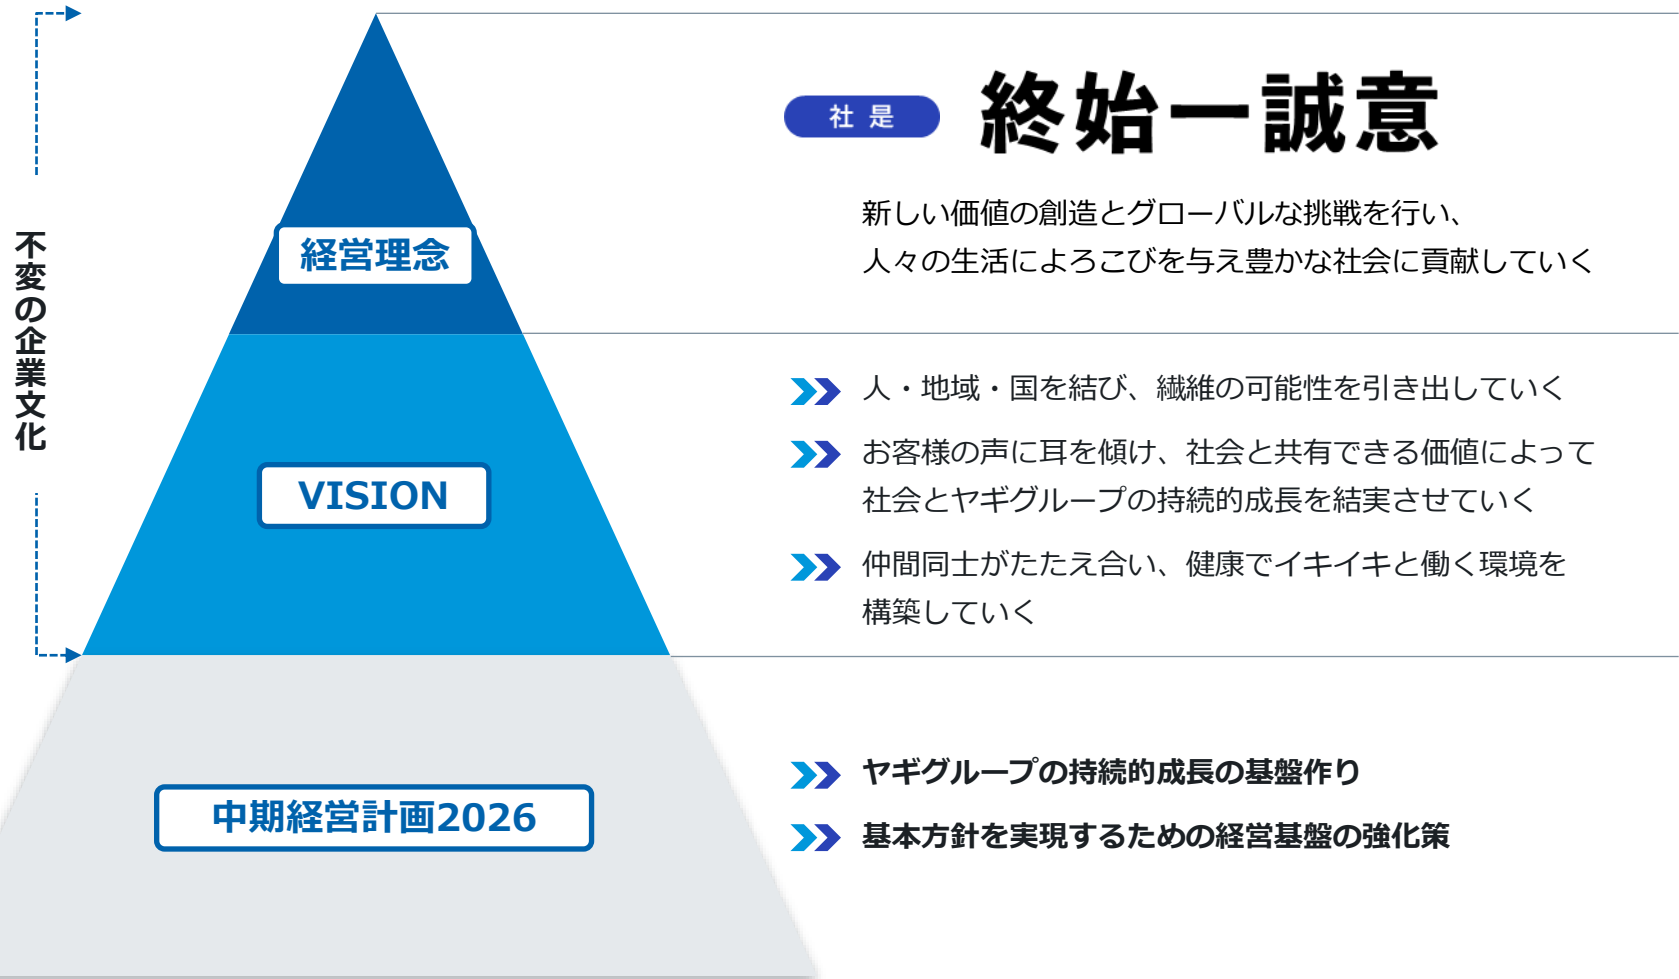 不変の企業文化
経営理念
社是
終始一誠意
新しい価値の創造とグローバルな挑戦を行い、
人々の生活によろこびを与え豊かな社会に貢献していく
VISION
人・地域・国を結び、繊維の可能性を引き出していく
お客様の声に耳を傾け、社会と共有できる価値によって
社会とヤギグループの持続的成長を結実させていく
仲間同士がたたえ合い、健康でイキイキと働く環境を
構築していく
中期経営計画2026
ヤギグループの持続的成長の基盤作り
基本方針を実現するための経営基盤の強化策